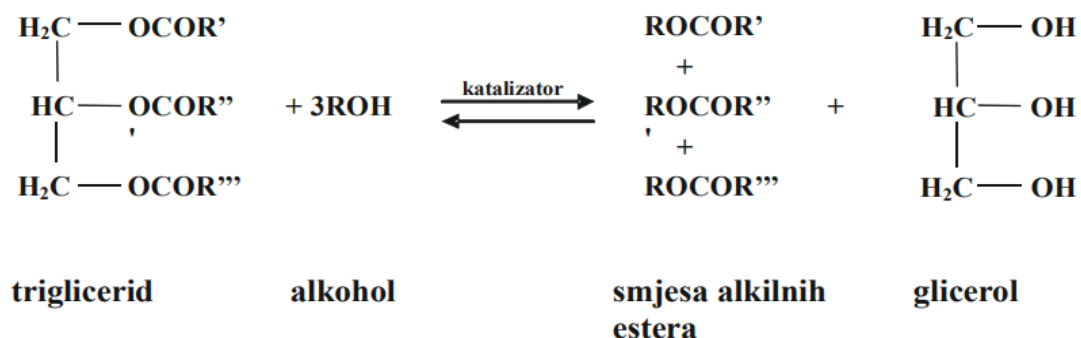 H₂C — OCOR’ ROCOR’ H₂C — OH
+
katalizator
HC — OCOR” + 3ROH ROCOR” + HC — OH
' '
+
H₂C — OCOR’’’ ROCOR’’’ H₂C — OH
triglicerid alkohol smjesa alkilnih glicerol
estera